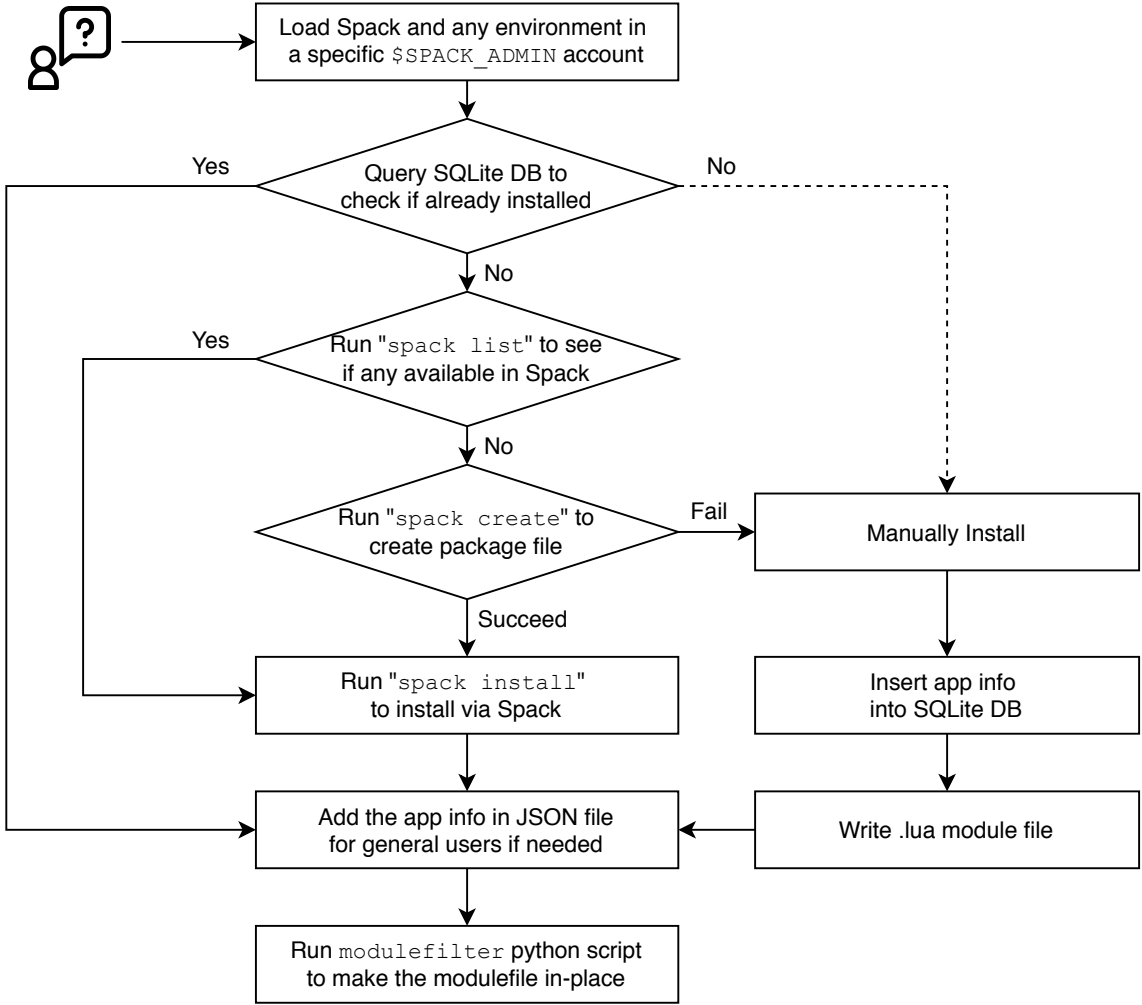 ?
Load Spack and any environment in
a specific $SPACK_ADMIN account
Yes
Query SQLite DB to
check if already installed
No
No
Yes
Run "spack list" to see
if any available in Spack
No
Run "spack create" to
create package file
Fail
Manually Install
Succeed
Run "spack install"
to install via Spack
Insert app info
into SQLite DB
Add the app info in JSON file
for general users if needed
Write .lua module file
Run modulefilter python script
to make the modulefile in-place